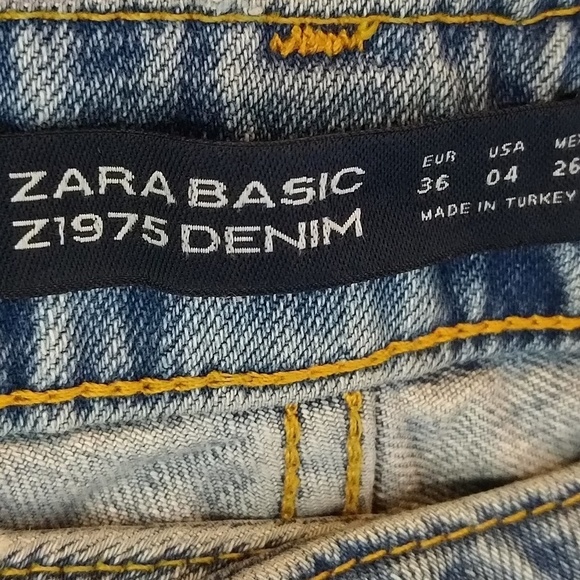 ZARA BASIC
Z1975 DENIM
EUR USA
36 04 26
MADE IN TURKEY